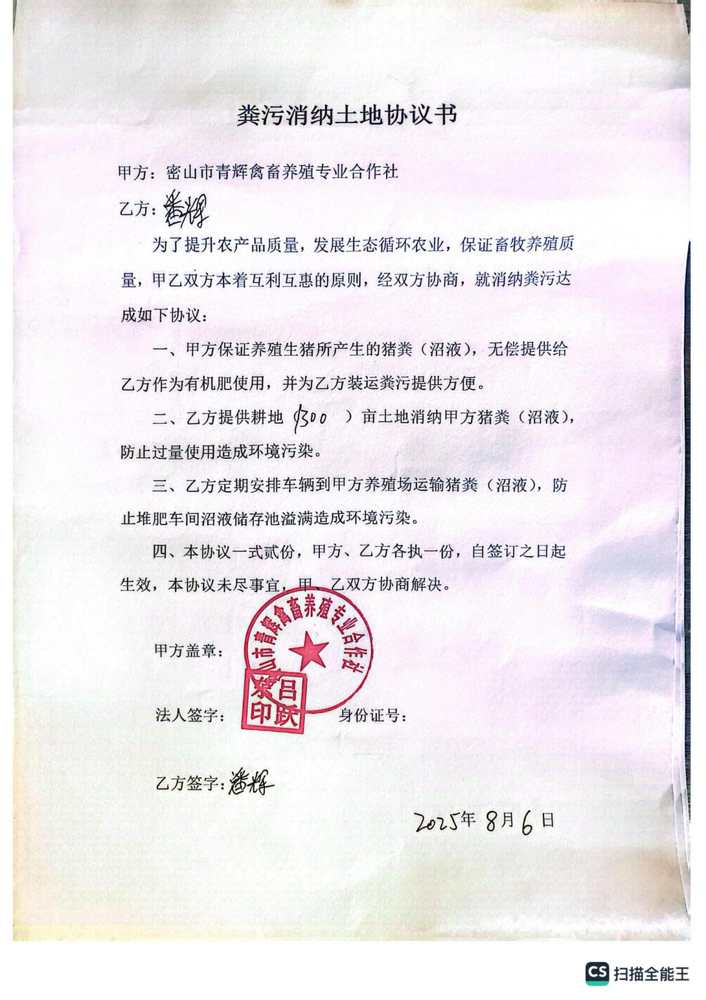 粪污消纳土地协议书
甲方：密山市青辉禽畜养殖专业合作社
乙方：潘辉
为了提升农产品质量，发展生态循环农业，保证畜牧养殖质
量，甲乙双方本着互利互惠的原则，经双方协商，就消纳粪污达
成如下协议：
一、甲方保证养殖生猪所产生的猪粪（沼液），无偿提供给
乙方作为有机肥使用，并为乙方装运粪污提供方便。
二、乙方提供耕地（300 ）亩土地消纳甲方猪粪（沼液），
防止过量使用造成环境污染。
三、乙方定期安排车辆到甲方养殖场运输猪粪（沼液），防
止堆肥车间沼液储存池溢满造成环境污染。
四、本协议一式贰份，甲方、乙方各执一份，自签订之日起
生效，本协议未尽事宜，甲、乙双方协商解决。
山市青辉禽畜养殖专业合作社
甲方盖章：
吕跃
印
法人签字： 身份证号：
乙方签字：潘辉
2025年 8月 6日
CS 扫描全能王